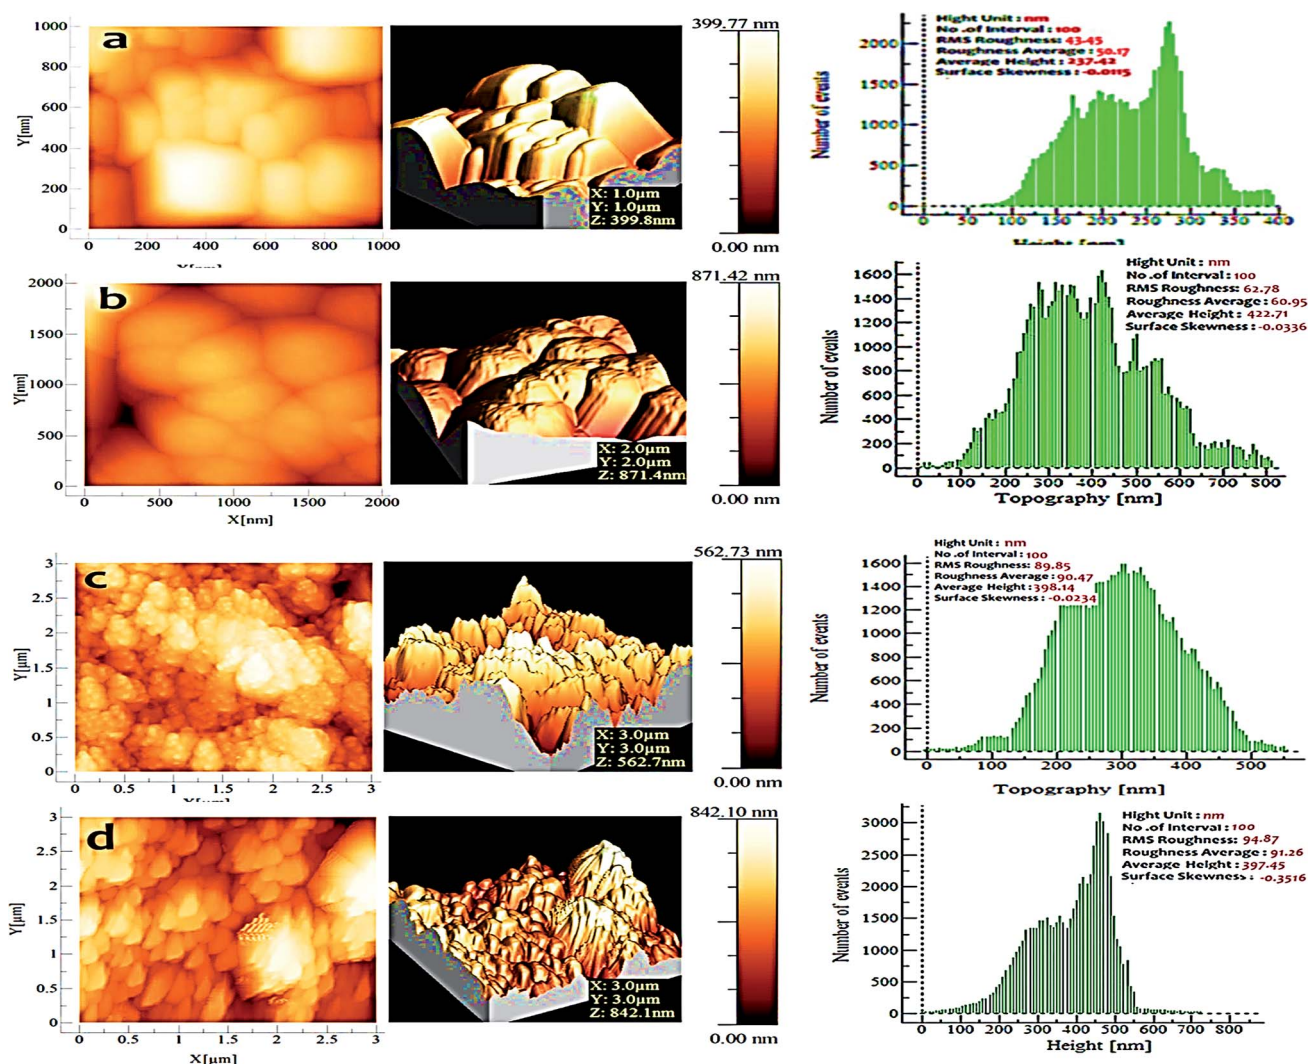 a
1000
800
600
400
200
0
Y[nm]
0 200 400 600 800 1000
X[nm]
X: 1.0µm
Y: 1.0µm
Z: 399.8nm
399.77 nm
0.00 nm
Hight Unit : nm
No .of Interval : 100
RMS Roughness: 43.45
Roughness Average : 50.17
Average Height : 237.42
Surface Skewness : -0.0115
Number of events
2000
1500
1000
500
0
0 50 100 150 200 250 300 350 400
Height [nm]
b
2000
1500
1000
500
0
Y[nm]
0 500 1000 1500 2000
X[nm]
X: 2.0µm
Y: 2.0µm
Z: 871.4nm
871.42 nm
0.00 nm
Hight Unit : nm
No .of Interval : 100
RMS Roughness: 62.78
Roughness Average : 60.95
Average Height : 422.71
Surface Skewness : -0.0336
Number of events
1600
1400
1200
1000
800
600
400
200
0
0 100 200 300 400 500 600 700 800
Topography [nm]
c
3
2.5
2
1.5
1
0.5
0
Y[µm]
0 0.5 1 1.5 2 2.5 3
X[µm]
X: 3.0µm
Y: 3.0µm
Z: 562.7nm
562.73 nm
0.00 nm
Hight Unit : nm
No .of Interval : 100
RMS Roughness: 89.85
Roughness Average : 90.47
Average Height : 398.14
Surface Skewness : -0.0234
Number of events
1600
1400
1200
1000
800
600
400
200
0
0 100 200 300 400 500
Topography [nm]
d
3
2.5
2
1.5
1
0.5
0
Y[µm]
0 0.5 1 1.5 2 2.5 3
X[µm]
X: 3.0µm
Y: 3.0µm
Z: 842.1nm
842.10 nm
0.00 nm
Hight Unit : nm
No .of Interval : 100
RMS Roughness: 94.87
Roughness Average : 91.26
Average Height : 397.45
Surface Skewness : -0.3516
Number of events
3000
2500
2000
1500
1000
500
0
0 100 200 300 400 500 600 700 800
Height [nm]